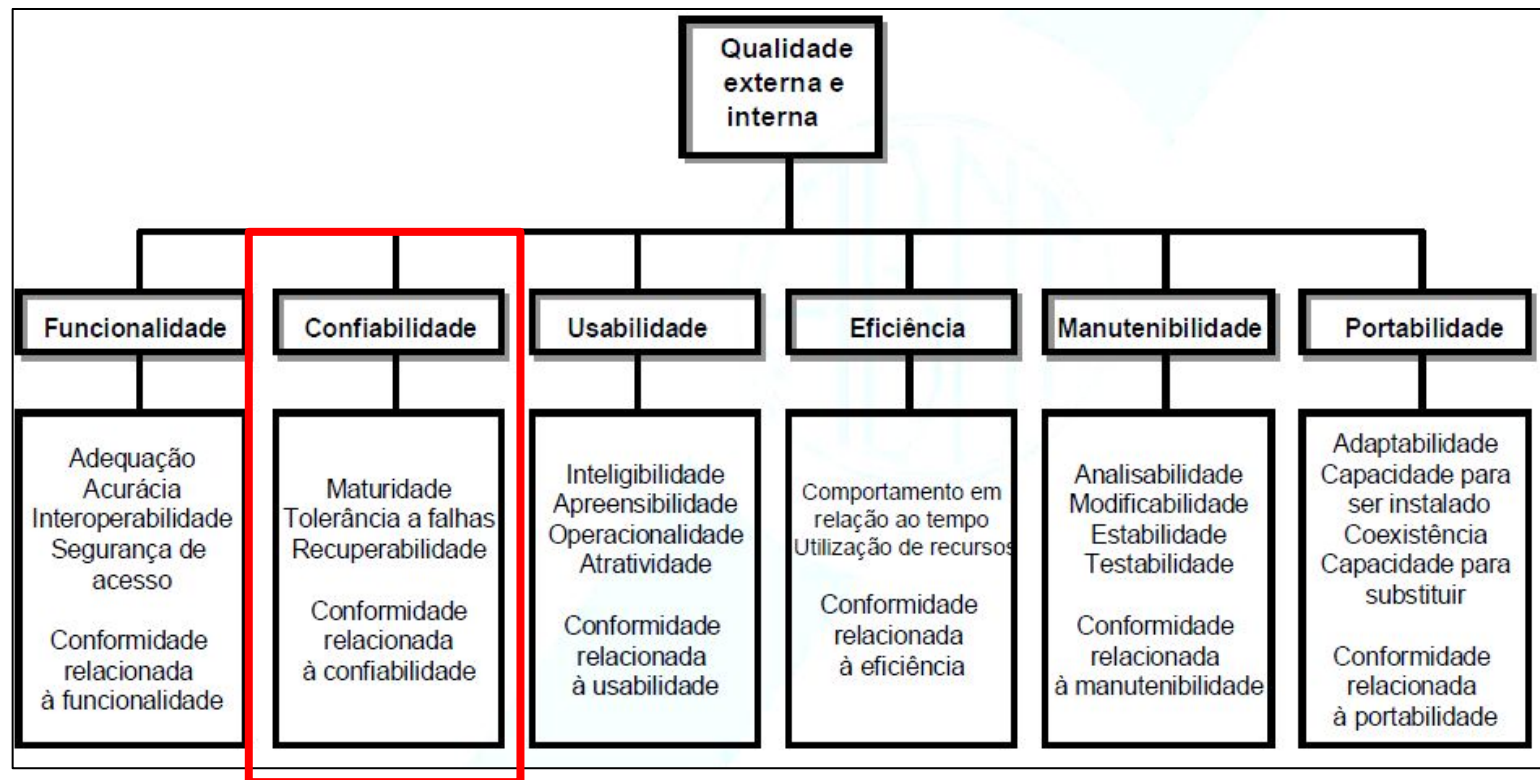 Qualidade
externa e
interna
Funcionalidade
Confiabilidade
Usabilidade
Eficiência
Manutenibilidade
Portabilidade
Adequação
Acurácia
Interoperabilidade
Segurança de
acesso
Conformidade
relacionada
à funcionalidade
Maturidade
Tolerância a falhas
Recuperabilidade
Conformidade
relacionada
à confiabilidade
Inteligibilidade
Apreensibilidade
Operacionalidade
Atratividade
Conformidade
relacionada
à usabilidade
Comportamento em
relação ao tempo
Utilização de recursos
Conformidade
relacionada
à eficiência
Analisabilidade
Modificabilidade
Estabilidade
Testabilidade
Conformidade
relacionada
à manutenibilidade
Adaptabilidade
Capacidade para
ser instalado
Coexistência
Capacidade para
substituir
Conformidade
relacionada
à portabilidade